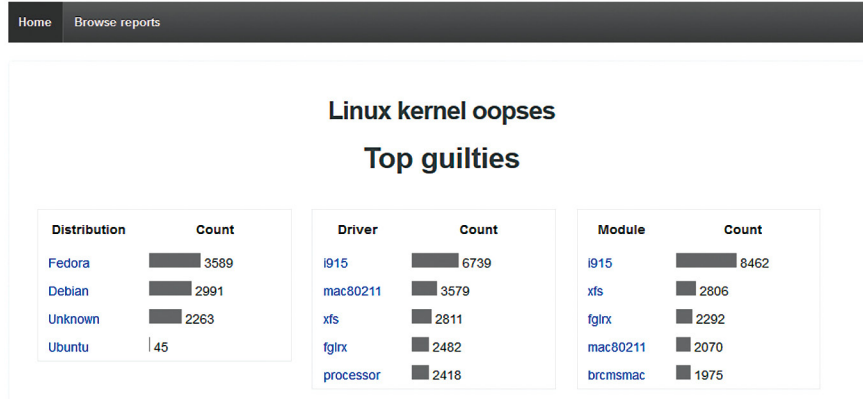 Home Browse reports
Linux kernel oopses
Top guilties
Distribution Count
Fedora 3589
Debian 2991
Unknown 2263
Ubuntu 45
Driver Count
i915 6739
mac80211 3579
xfs 2811
fglrx 2482
processor 2418
Module Count
i915 8462
xfs 2806
fglrx 2292
mac80211 2070
brcmsmac 1975